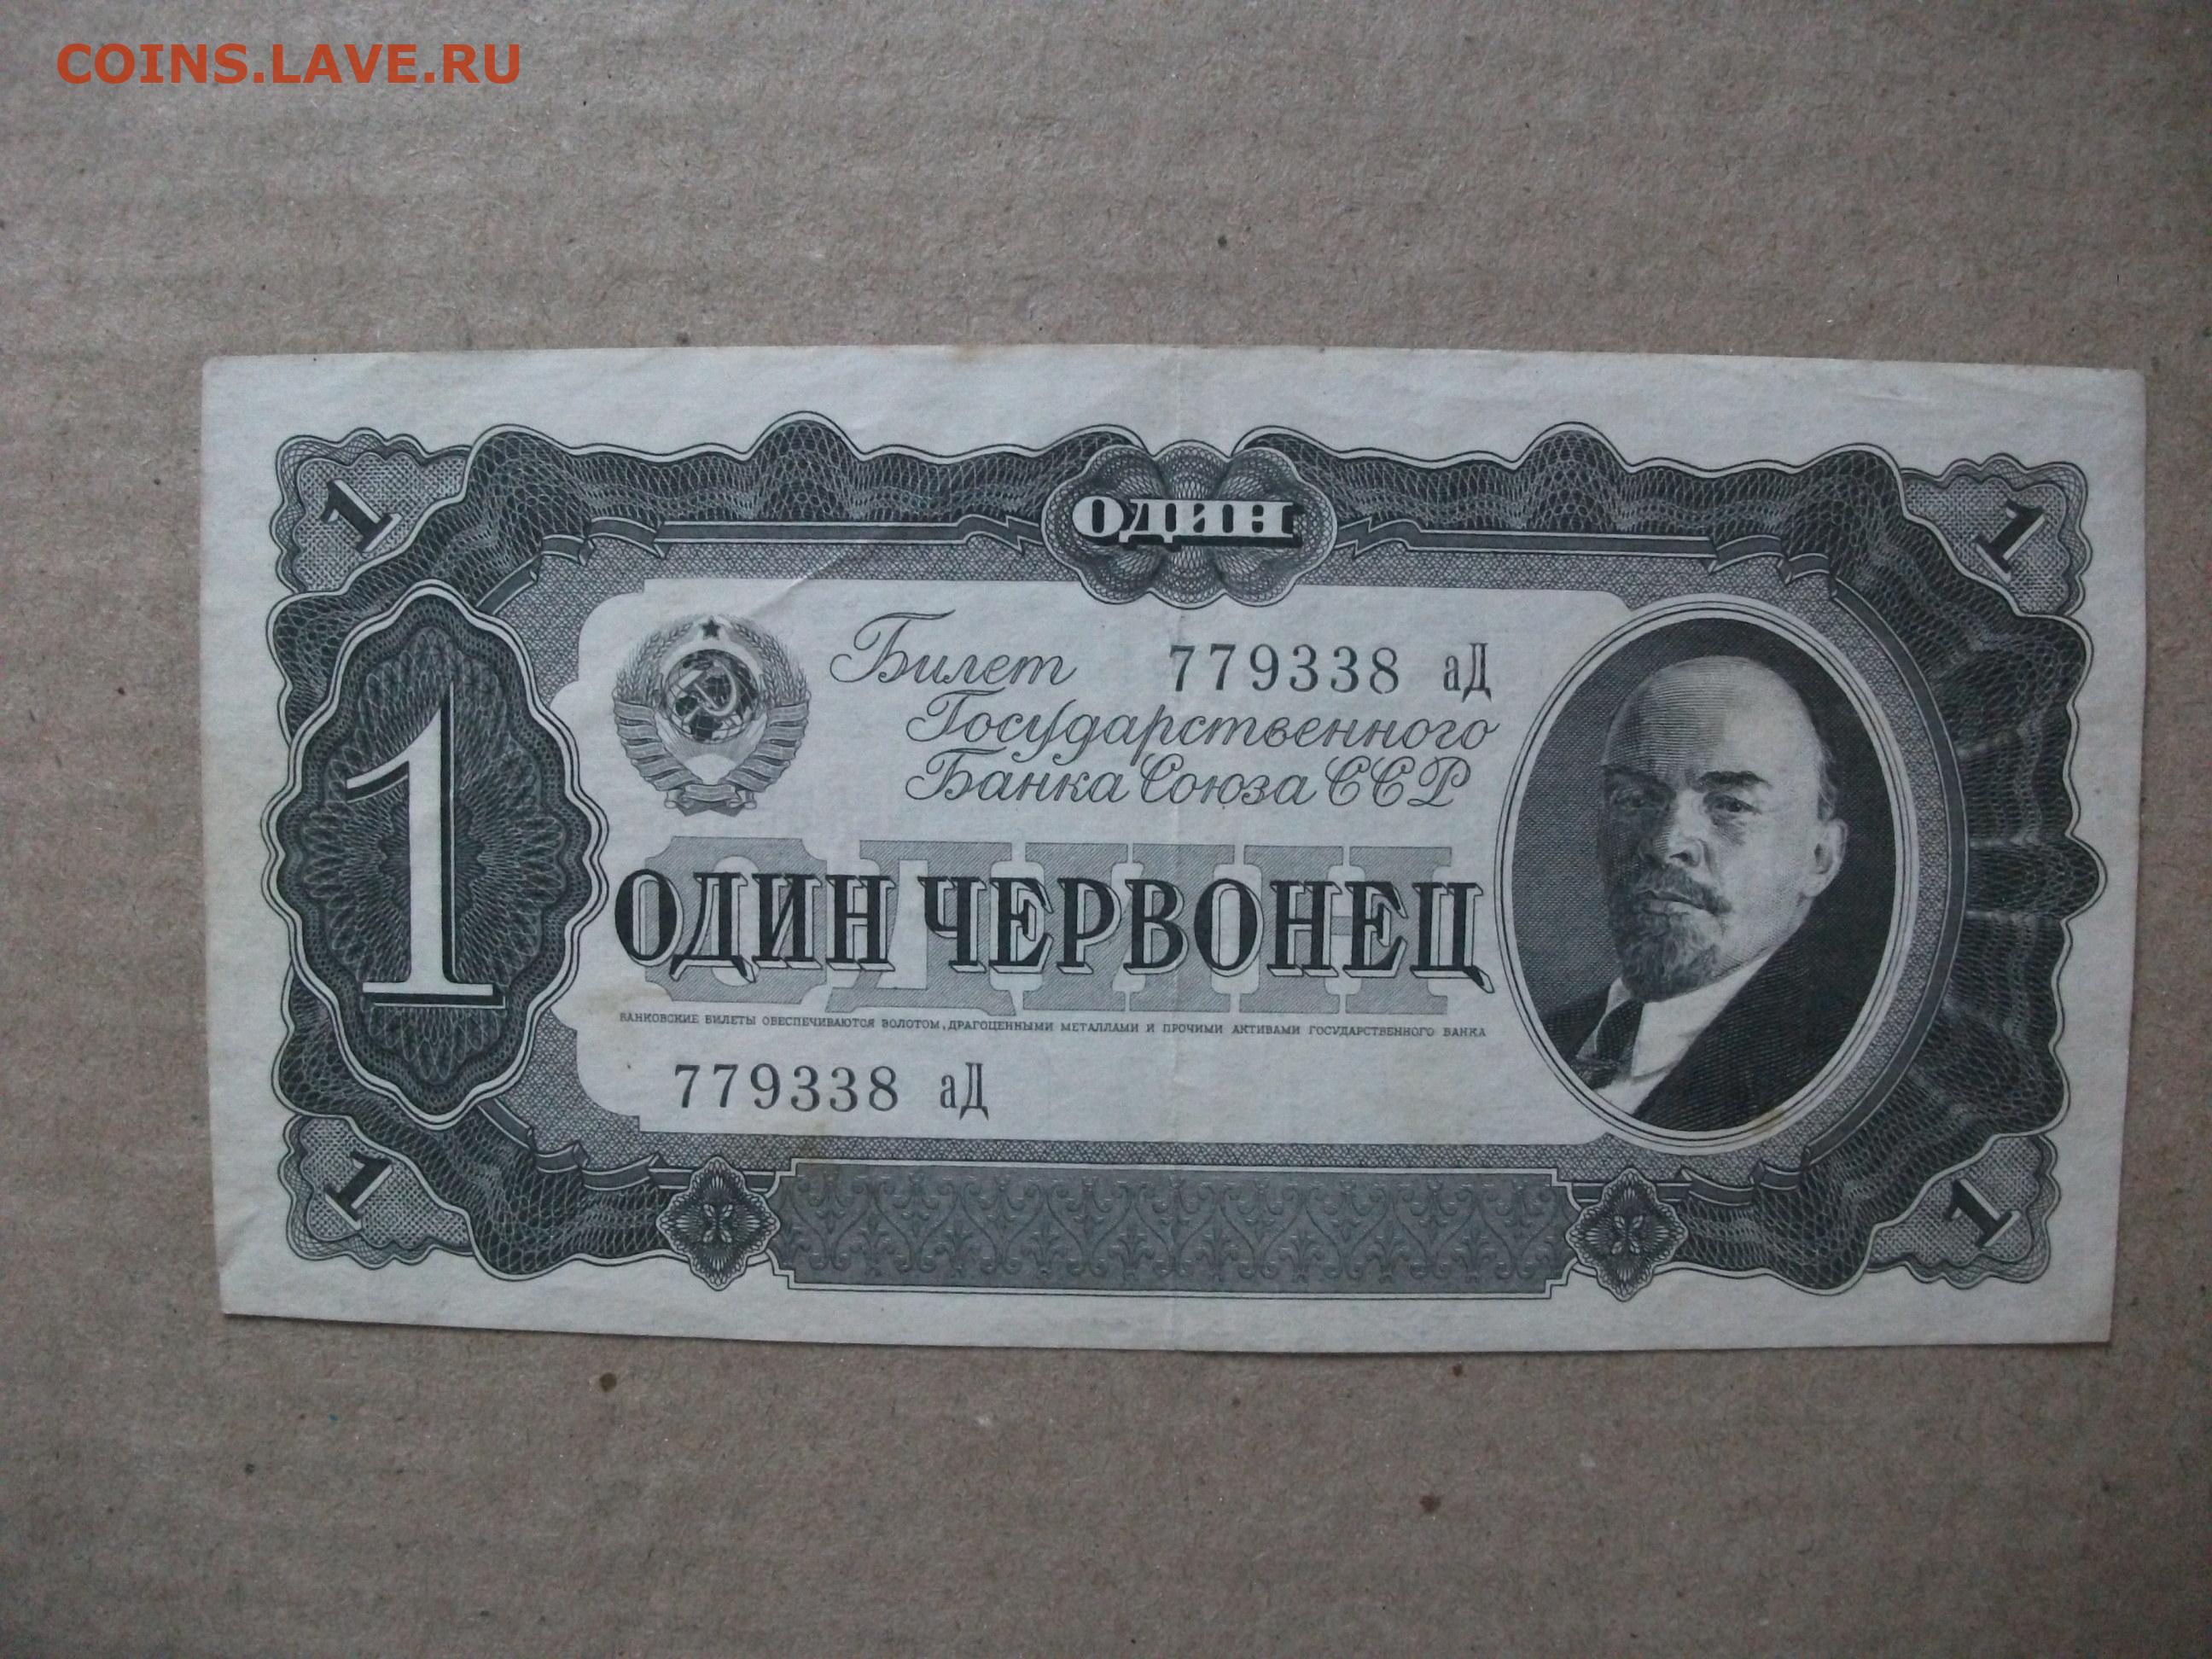 COINS.LAVE.RU
1 ОДИН 1
Билет 779338 аД
Государственного
Банка Союза ССР
1
ОДИН
ОДИН ЧЕРВОНЕЦ
БАНКОВСКИЕ БИЛЕТЫ ОБЕСПЕЧИВАЮТСЯ ЗОЛОТОМ, ДРАГОЦЕННЫМИ МЕТАЛЛАМИ И ПРОЧИМИ АКТИВАМИ ГОСУДАРСТВЕННОГО БАНКА
779338 аД
1 1